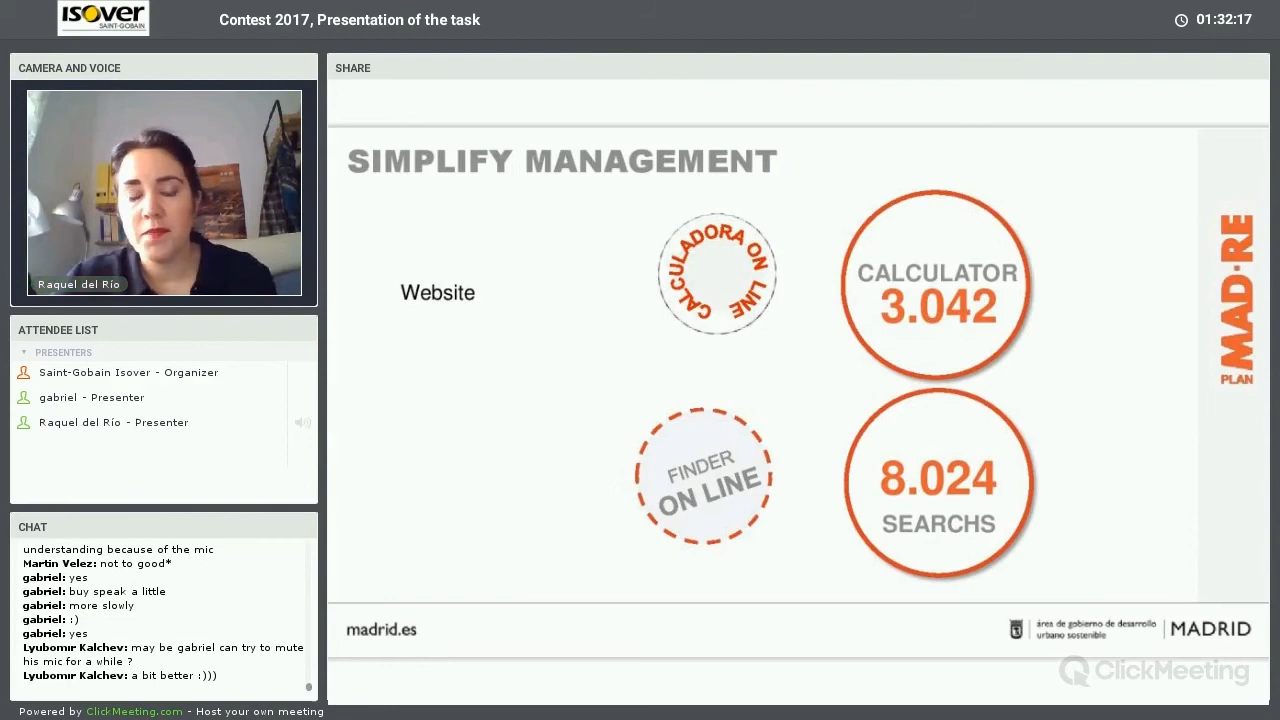 isover
SAINT-GOBAIN
Contest 2017, Presentation of the task
01:32:17
CAMERA AND VOICE
Raquel del Río
ATTENDEE LIST
PRESENTERS
Saint-Gobain Isover - Organizer
gabriel - Presenter
Raquel del Río - Presenter
CHAT
understanding because of the mic
Martin Velez: not to good*
gabriel: yes
gabriel: buy speak a little
gabriel: more slowly
gabriel: :)
gabriel: yes
Lyubomir Kalchev: may be gabriel can try to mute
his mic for a while ?
Lyubomir Kalchev: a bit better :)))
Powered by ClickMeeting.com - Host your own meeting
SHARE
SIMPLIFY MANAGEMENT
Website
CALCULADORA ON LINE
CALCULATOR
3.042
FINDER
ON LINE
8.024
SEARCHS
PLAN MAD-RE
madrid.es
área de gobierno de desarrollo
urbano sostenible
MADRID
ClickMeeting